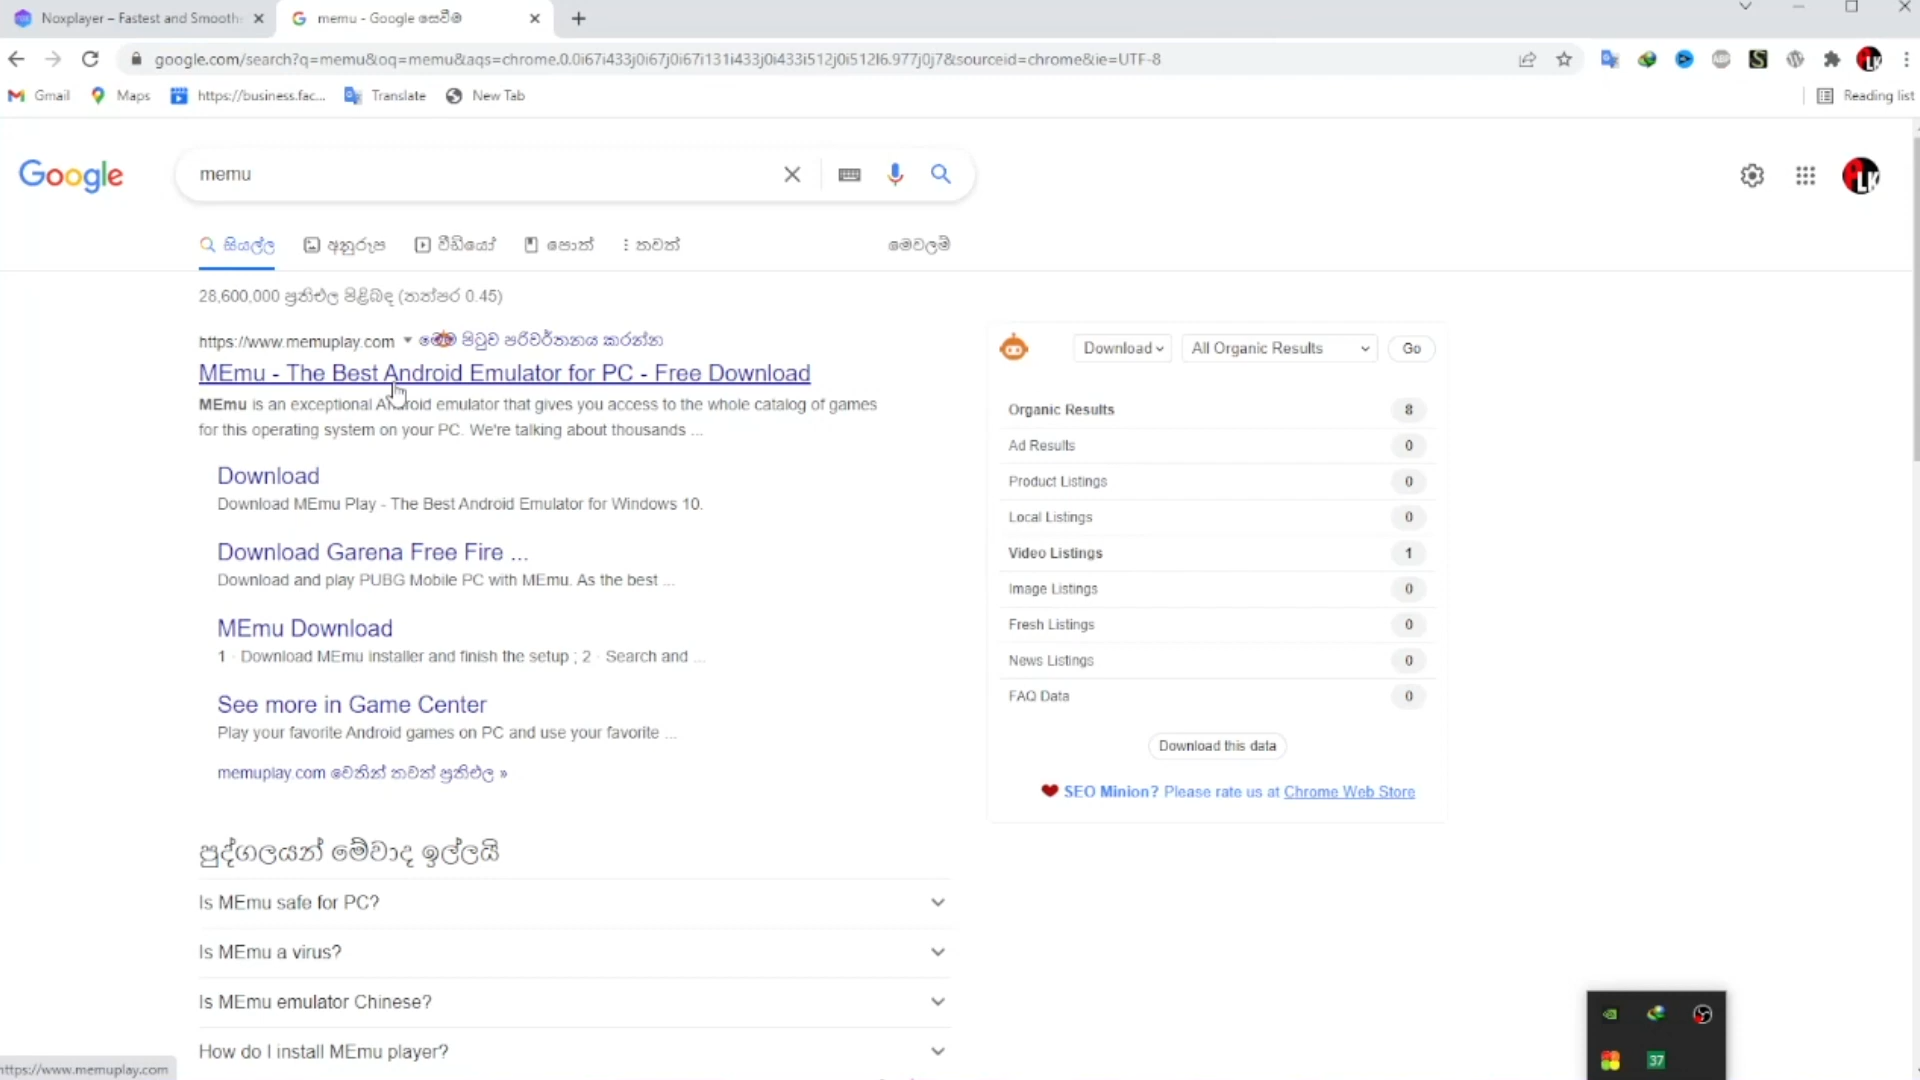 Noxplayer – Fastest and Smooth
memu - Google සෙවීම
google.com/search?q=memu&oq=memu&aqs=chrome.0.0i67i433j0i67j0i67i131i433j0i433i512j0i512l6.977j0j7&sourceid=chrome&ie=UTF-8
Gmail
Maps
https://business.fac...
Translate
New Tab
Reading list
Google
memu
සියල්ල
අනුරූප
වීඩියෝ
පොත්
තවත්
මෙවලම්
28,600,000 ප්‍රතිඵල පිළිබඳ (තත්පර 0.45)
https://www.memuplay.com
මෙම පිටුව පරිවර්තනය කරන්න
MEmu - The Best Android Emulator for PC - Free Download
MEmu is an exceptional Android emulator that gives you access to the whole catalog of games
for this operating system on your PC. We're talking about thousands ...
Download
Download MEmu Play - The Best Android Emulator for Windows 10.
Download Garena Free Fire ...
Download and play PUBG Mobile PC with MEmu. As the best ...
MEmu Download
1 · Download MEmu installer and finish the setup ; 2 · Search and ...
See more in Game Center
Play your favorite Android games on PC and use your favorite ...
memuplay.com වෙතින් තවත් ප්‍රතිඵල »
පුද්ගලයන් මේවාද ඉල්ලයි
Is MEmu safe for PC?
Is MEmu a virus?
Is MEmu emulator Chinese?
How do I install MEmu player?
Download
All Organic Results
Go
Organic Results 8
Ad Results 0
Product Listings 0
Local Listings 0
Video Listings 1
Image Listings 0
Fresh Listings 0
News Listings 0
FAQ Data 0
Download this data
SEO Minion? Please rate us at Chrome Web Store
LK
37
https://www.memuplay.com